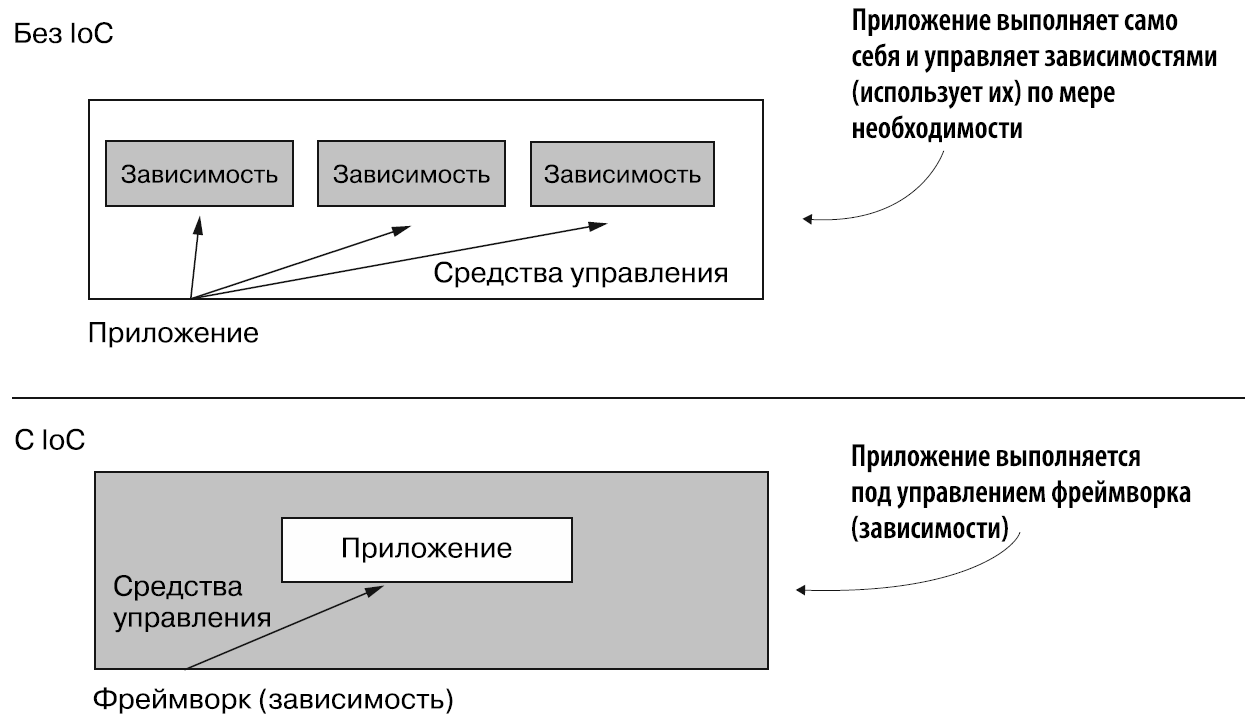 Без IoC
Приложение выполняет само
себя и управляет зависимостями
(использует их) по мере
необходимости
Зависимость
Зависимость
Зависимость
Средства управления
Приложение
С IoC
Приложение выполняется
под управлением фреймворка
(зависимости)
Приложение
Средства
управления
Фреймворк (зависимость)